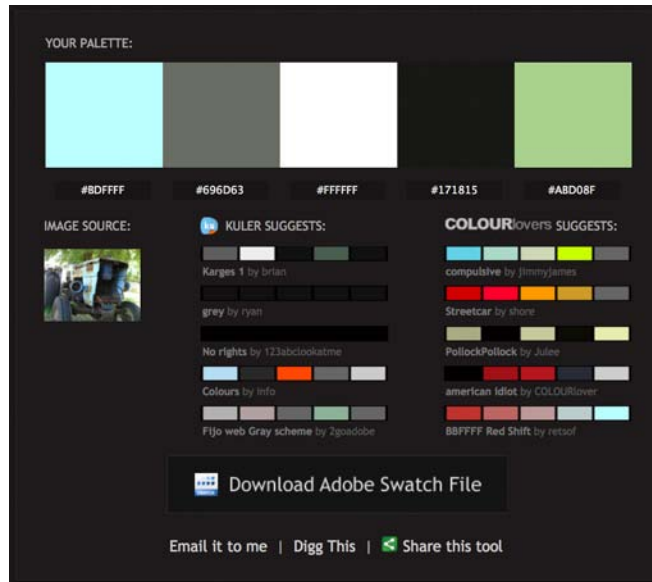 YOUR PALETTE:
#BDFFFF #696D63 #FFFFFF #171815 #ABD08F
IMAGE SOURCE:
ku KULER SUGGESTS:
Karges 1 by brian
grey by ryan
No rights by 123abclookatme
Colours by info
Fijo web Gray scheme by 2goadobe
COLOURlovers SUGGESTS:
compulsive by jimmyjames
Streetcar by shore
PollockPollock by Julee
american idiot by COLOURlover
BBFFFF Red Shift by retsof
Download Adobe Swatch File
Email it to me | Digg This | Share this tool